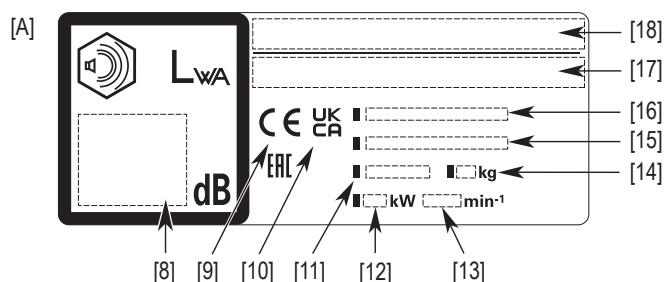 [A]
[18]
[17]
LWA
CE UK CA
[16]
[15]
EAC
kg
[14]
dB
kW
min-1
[8] [9] [10] [11] [12] [13]